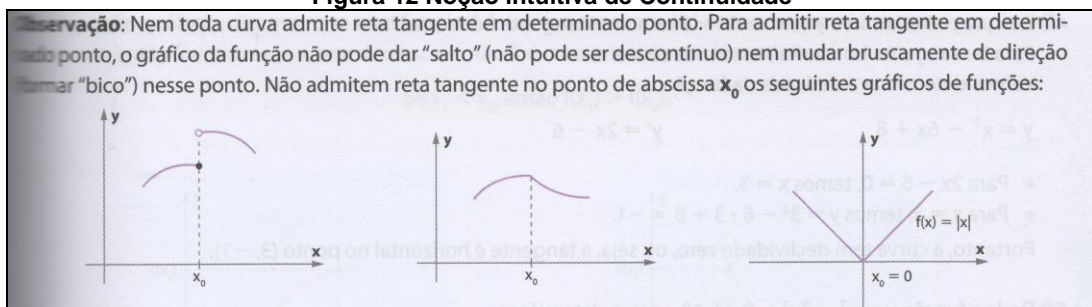 Figura 12 Noção Intuitiva de Continuidade
Observação: Nem toda curva admite reta tangente em determinado ponto. Para admitir reta tangente em determi-
nado ponto, o gráfico da função não pode dar “salto” (não pode ser descontínuo) nem mudar bruscamente de direção
(formar “bico”) nesse ponto. Não admitem reta tangente no ponto de abscissa x₀ os seguintes gráficos de funções:
y
y
y
f(x) = |x|
x
x
x
x₀
x₀
x₀ = 0